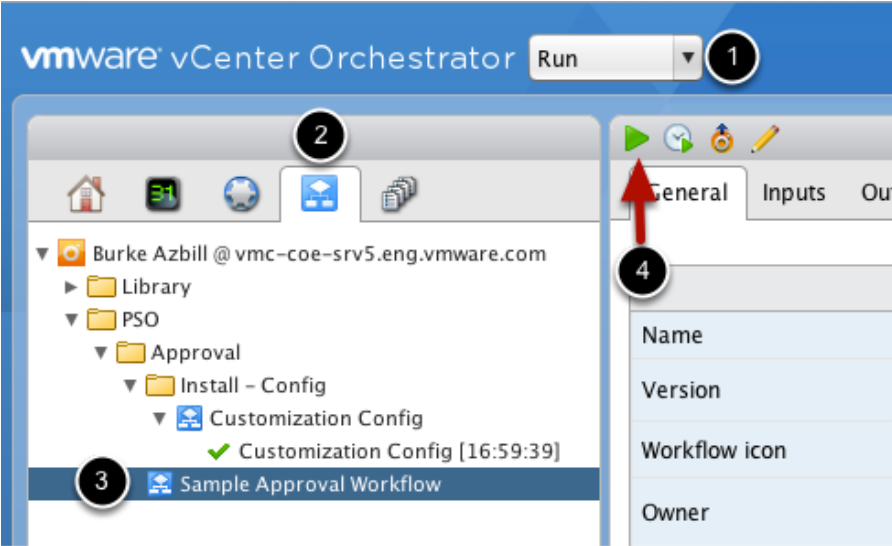 vmware vCenter Orchestrator Run 1
2
31
General Inputs Ou
Burke Azbill @ vmc-coe-srv5.eng.vmware.com
Library
PSO
Approval
Install – Config
Customization Config
Customization Config [16:59:39]
3 Sample Approval Workflow
4
Name
Version
Workflow icon
Owner